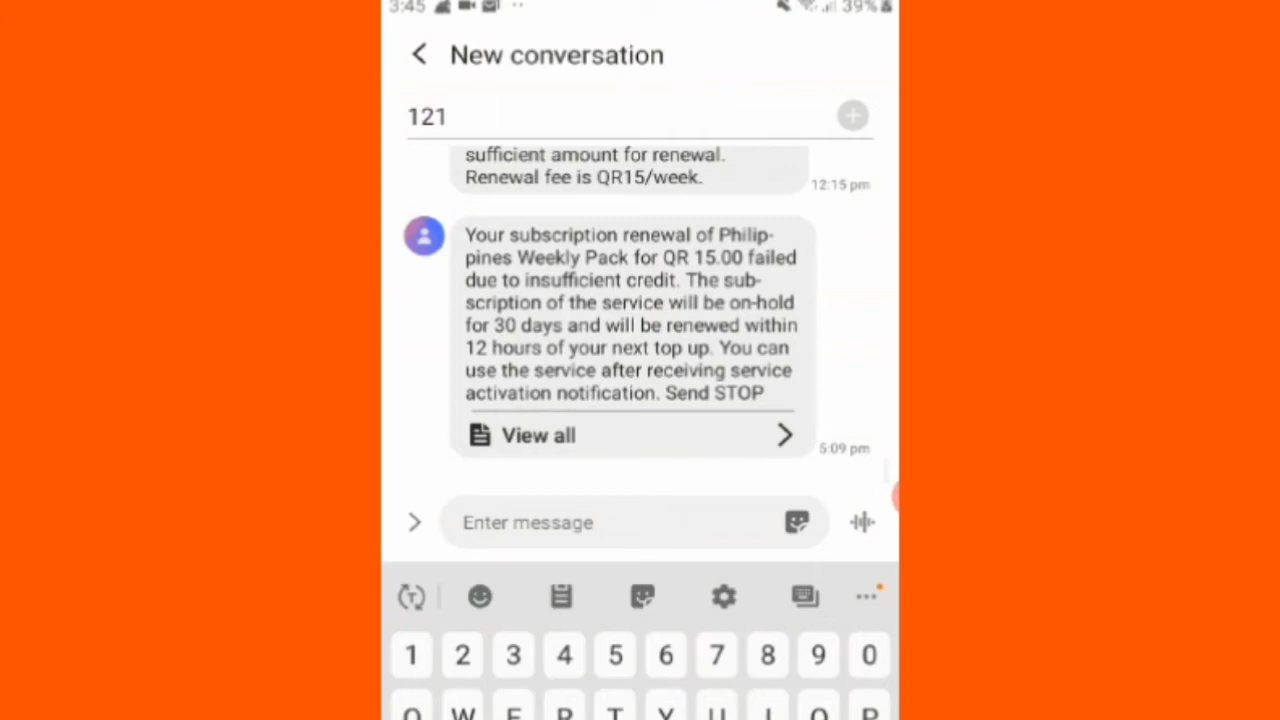 3:45
39%
New conversation
121
sufficient amount for renewal.
Renewal fee is QR15/week.
12:15 pm
Your subscription renewal of Philip-
pines Weekly Pack for QR 15.00 failed
due to insufficient credit. The sub-
scription of the service will be on-hold
for 30 days and will be renewed within
12 hours of your next top up. You can
use the service after receiving service
activation notification. Send STOP
View all
5:09 pm
Enter message
1 2 3 4 5 6 7 8 9 0
Q W E R T Y U I O P